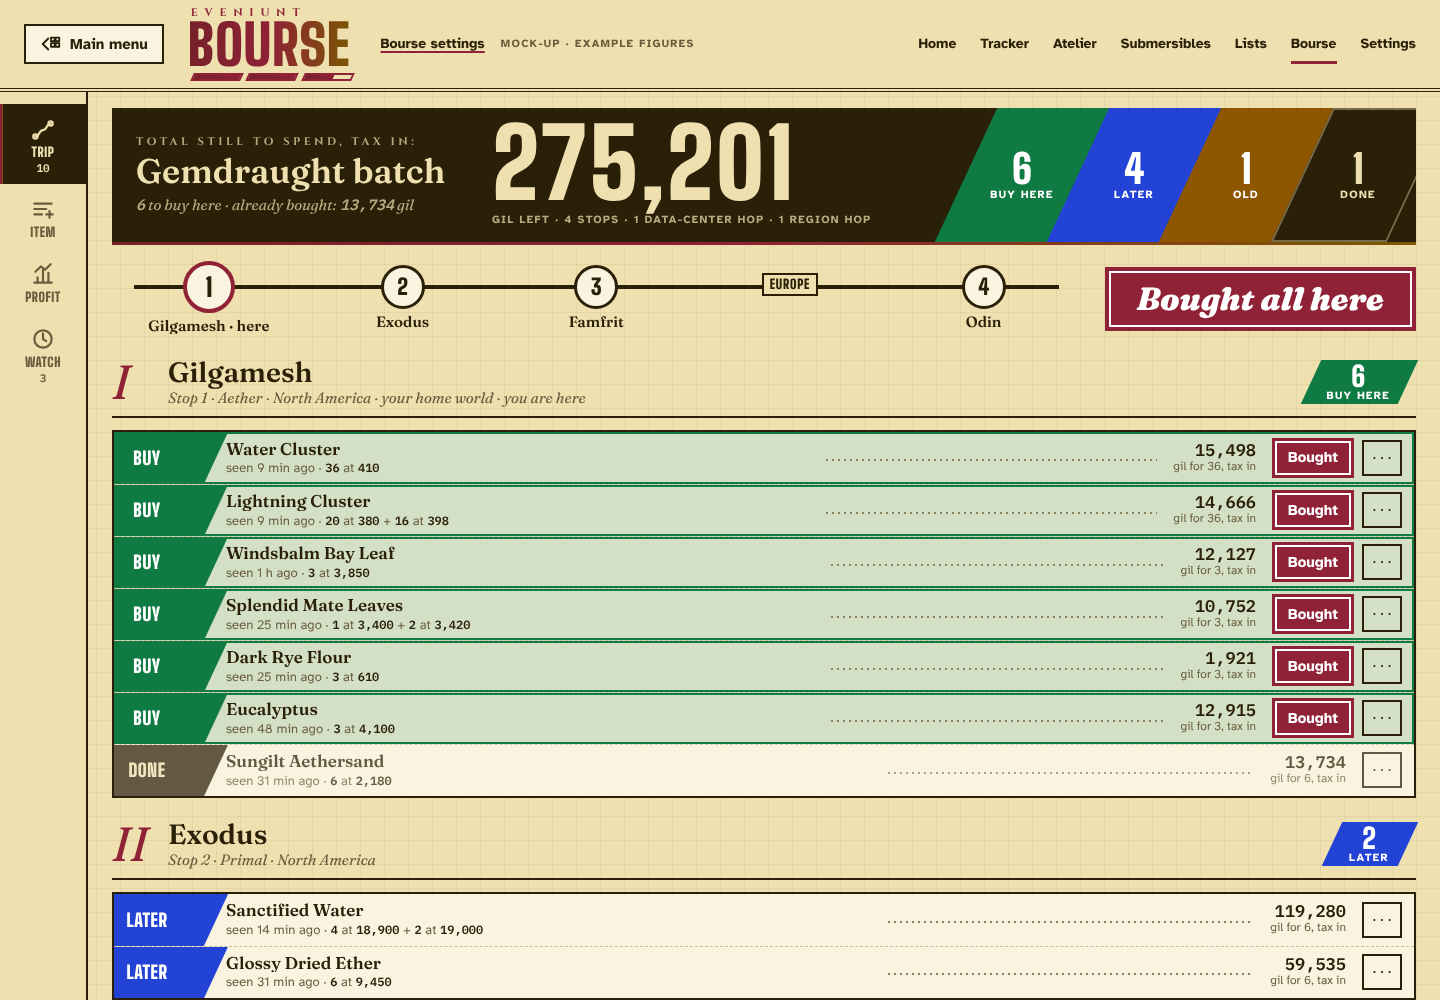 Main menu
EVENIUNT
BOURSE
Bourse settings
MOCK-UP · EXAMPLE FIGURES
Home
Tracker
Atelier
Submersibles
Lists
Bourse
Settings
TRIP
10
ITEM
PROFIT
WATCH
3
TOTAL STILL TO SPEND, TAX IN:
Gemdraught batch
6 to buy here · already bought: 13,734 gil
275,201
GIL LEFT · 4 STOPS · 1 DATA-CENTER HOP · 1 REGION HOP
6
BUY HERE
4
LATER
1
OLD
1
DONE
1
Gilgamesh · here
2
Exodus
3
Famfrit
EUROPE
4
Odin
Bought all here
I
Gilgamesh
Stop 1 · Aether · North America · your home world · you are here
6
BUY HERE
BUY
Water Cluster
seen 9 min ago · 36 at 410
15,498
gil for 36, tax in
Bought
...
BUY
Lightning Cluster
seen 9 min ago · 20 at 380 + 16 at 398
14,666
gil for 36, tax in
Bought
...
BUY
Windsbalm Bay Leaf
seen 1 h ago · 3 at 3,850
12,127
gil for 3, tax in
Bought
...
BUY
Splendid Mate Leaves
seen 25 min ago · 1 at 3,400 + 2 at 3,420
10,752
gil for 3, tax in
Bought
...
BUY
Dark Rye Flour
seen 25 min ago · 3 at 610
1,921
gil for 3, tax in
Bought
...
BUY
Eucalyptus
seen 48 min ago · 3 at 4,100
12,915
gil for 3, tax in
Bought
...
DONE
Sungilt Aethersand
seen 31 min ago · 6 at 2,180
13,734
gil for 6, tax in
...
II
Exodus
Stop 2 · Primal · North America
2
LATER
LATER
Sanctified Water
seen 14 min ago · 4 at 18,900 + 2 at 19,000
119,280
gil for 6, tax in
...
LATER
Glossy Dried Ether
seen 31 min ago · 6 at 9,450
59,535
gil for 6, tax in
...